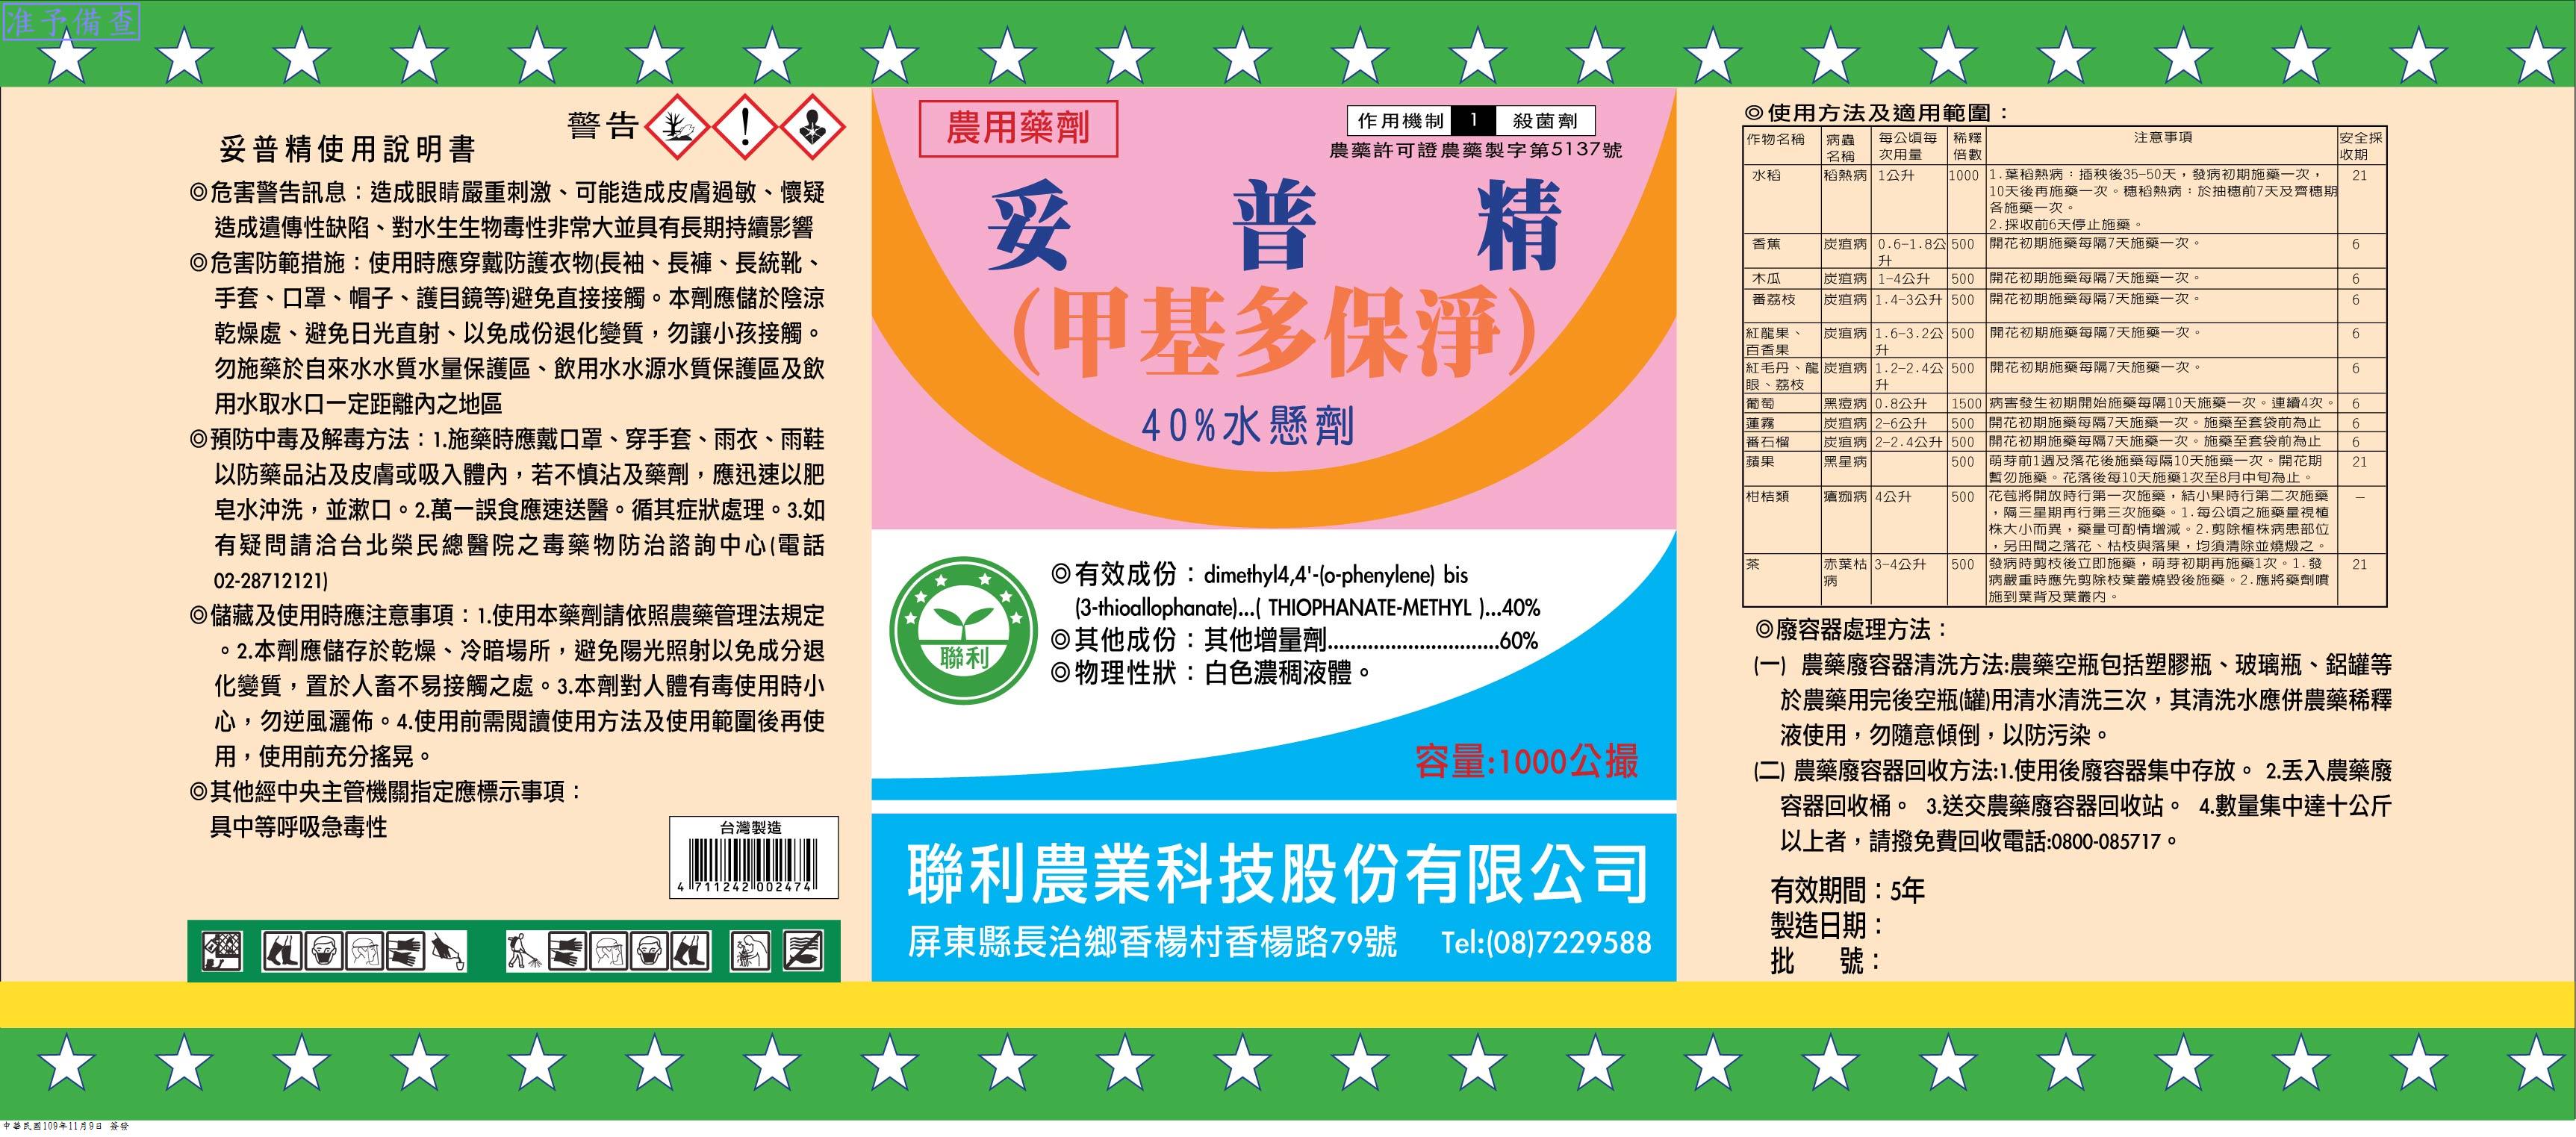 准予備查
警告
妥普精使用說明書
◎危害警告訊息：造成眼睛嚴重刺激、可能造成皮膚過敏、懷疑
造成遺傳性缺陷、對水生生物毒性非常大並具有長期持續影響
◎危害防範措施：使用時應穿戴防護衣物(長袖、長褲、長統靴、
手套、口罩、帽子、護目鏡等)避免直接接觸。本劑應儲於陰涼
乾燥處、避免日光直射、以免成份退化變質，勿讓小孩接觸。
勿施藥於自來水水質水量保護區、飲用水水源水質保護區及飲
用水取水口一定距離內之地區
◎預防中毒及解毒方法：1.施藥時應戴口罩、穿手套、雨衣、雨鞋
以防藥品沾及皮膚或吸入體內，若不慎沾及藥劑，應迅速以肥
皂水沖洗，並漱口。2.萬一誤食應速送醫。循其症狀處理。3.如
有疑問請洽台北榮民總醫院之毒藥物防治諮詢中心(電話
02-28712121)
◎儲藏及使用時應注意事項：1.使用本藥劑請依照農藥管理法規定
。2.本劑應儲存於乾燥、冷暗場所，避免陽光照射以免成分退
化變質，置於人畜不易接觸之處。3.本劑對人體有毒使用時小
心，勿逆風灑佈。4.使用前需閱讀使用方法及使用範圍後再使
用，使用前充分搖晃。
◎其他經中央主管機關指定應標示事項：
具中等呼吸急毒性
台灣製造
4 711242 002474
農用藥劑
作用機制 1 殺菌劑
農藥許可證農藥製字第5137號
妥普精
(甲基多保淨)
40%水懸劑
◎有效成份：dimethyl4,4'-(o-phenylene) bis
(3-thioallophanate)...( THIOPHANATE-METHYL )...40%
◎其他成份：其他增量劑..............................60%
◎物理性狀：白色濃稠液體。
聯利
容量:1000公撮
聯利農業科技股份有限公司
屏東縣長治鄉香楊村香楊路79號 Tel:(08)7229588
◎使用方法及適用範圍：
作物名稱 病蟲名稱 每公頃每次用量 稀釋倍數 注意事項 安全採收期
水稻 稻熱病 1公升 1000 1.葉稻熱病：插秧後35-50天，發病初期施藥一次， 21
10天後再施藥一次。穗稻熱病：於抽穗前7天及齊穗期
各施藥一次。
2.採收前6天停止施藥。
香蕉 炭疽病 0.6-1.8公升 500 開花初期施藥每隔7天施藥一次。 6
木瓜 炭疽病 1-4公升 500 開花初期施藥每隔7天施藥一次。 6
番荔枝 炭疽病 1.4-3公升 500 開花初期施藥每隔7天施藥一次。 6
紅龍果、百香果 炭疽病 1.6-3.2公升 500 開花初期施藥每隔7天施藥一次。 6
紅毛丹、龍眼、荔枝 炭疽病 1.2-2.4公升 500 開花初期施藥每隔7天施藥一次。 6
葡萄 黑痘病 0.8公升 1500 病害發生初期開始施藥每隔10天施藥一次。連續4次。 6
蓮霧 炭疽病 2-6公升 500 開花初期施藥每隔7天施藥一次。施藥至套袋前為止 6
番石榴 炭疽病 2-2.4公升 500 開花初期施藥每隔7天施藥一次。施藥至套袋前為止 6
蘋果 黑星病 500 萌芽前1週及落花後施藥每隔10天施藥一次。開花期 21
暫勿施藥。花落後每10天施藥1次至8月中旬為止。
柑桔類 瘡痂病 4公升 500 花苞將開放時行第一次施藥，結小果時行第二次施藥 —
，隔三星期再行第三次施藥。1.每公頃之施藥量視植
株大小而異，藥量可酌情增減。2.剪除植株病患部位
，另田間之落花、枯枝與落果，均須清除並燒燬之。
茶 赤葉枯病 3-4公升 500 發病時剪枝後立即施藥，萌芽初期再施藥1次。1.發 21
病嚴重時應先剪除枝葉叢燒毀後施藥。2.應將藥劑噴
施到葉背及葉叢內。
◎廢容器處理方法：
(一) 農藥廢容器清洗方法:農藥空瓶包括塑膠瓶、玻璃瓶、鋁罐等
於農藥用完後空瓶(罐)用清水清洗三次，其清洗水應併農藥稀釋
液使用，勿隨意傾倒，以防污染。
(二) 農藥廢容器回收方法:1.使用後廢容器集中存放。 2.丟入農藥廢
容器回收桶。 3.送交農藥廢容器回收站。 4.數量集中達十公斤
以上者，請撥免費回收電話:0800-085717。
有效期間：5年
製造日期：
批 號：
中華民國109年11月9日 簽發